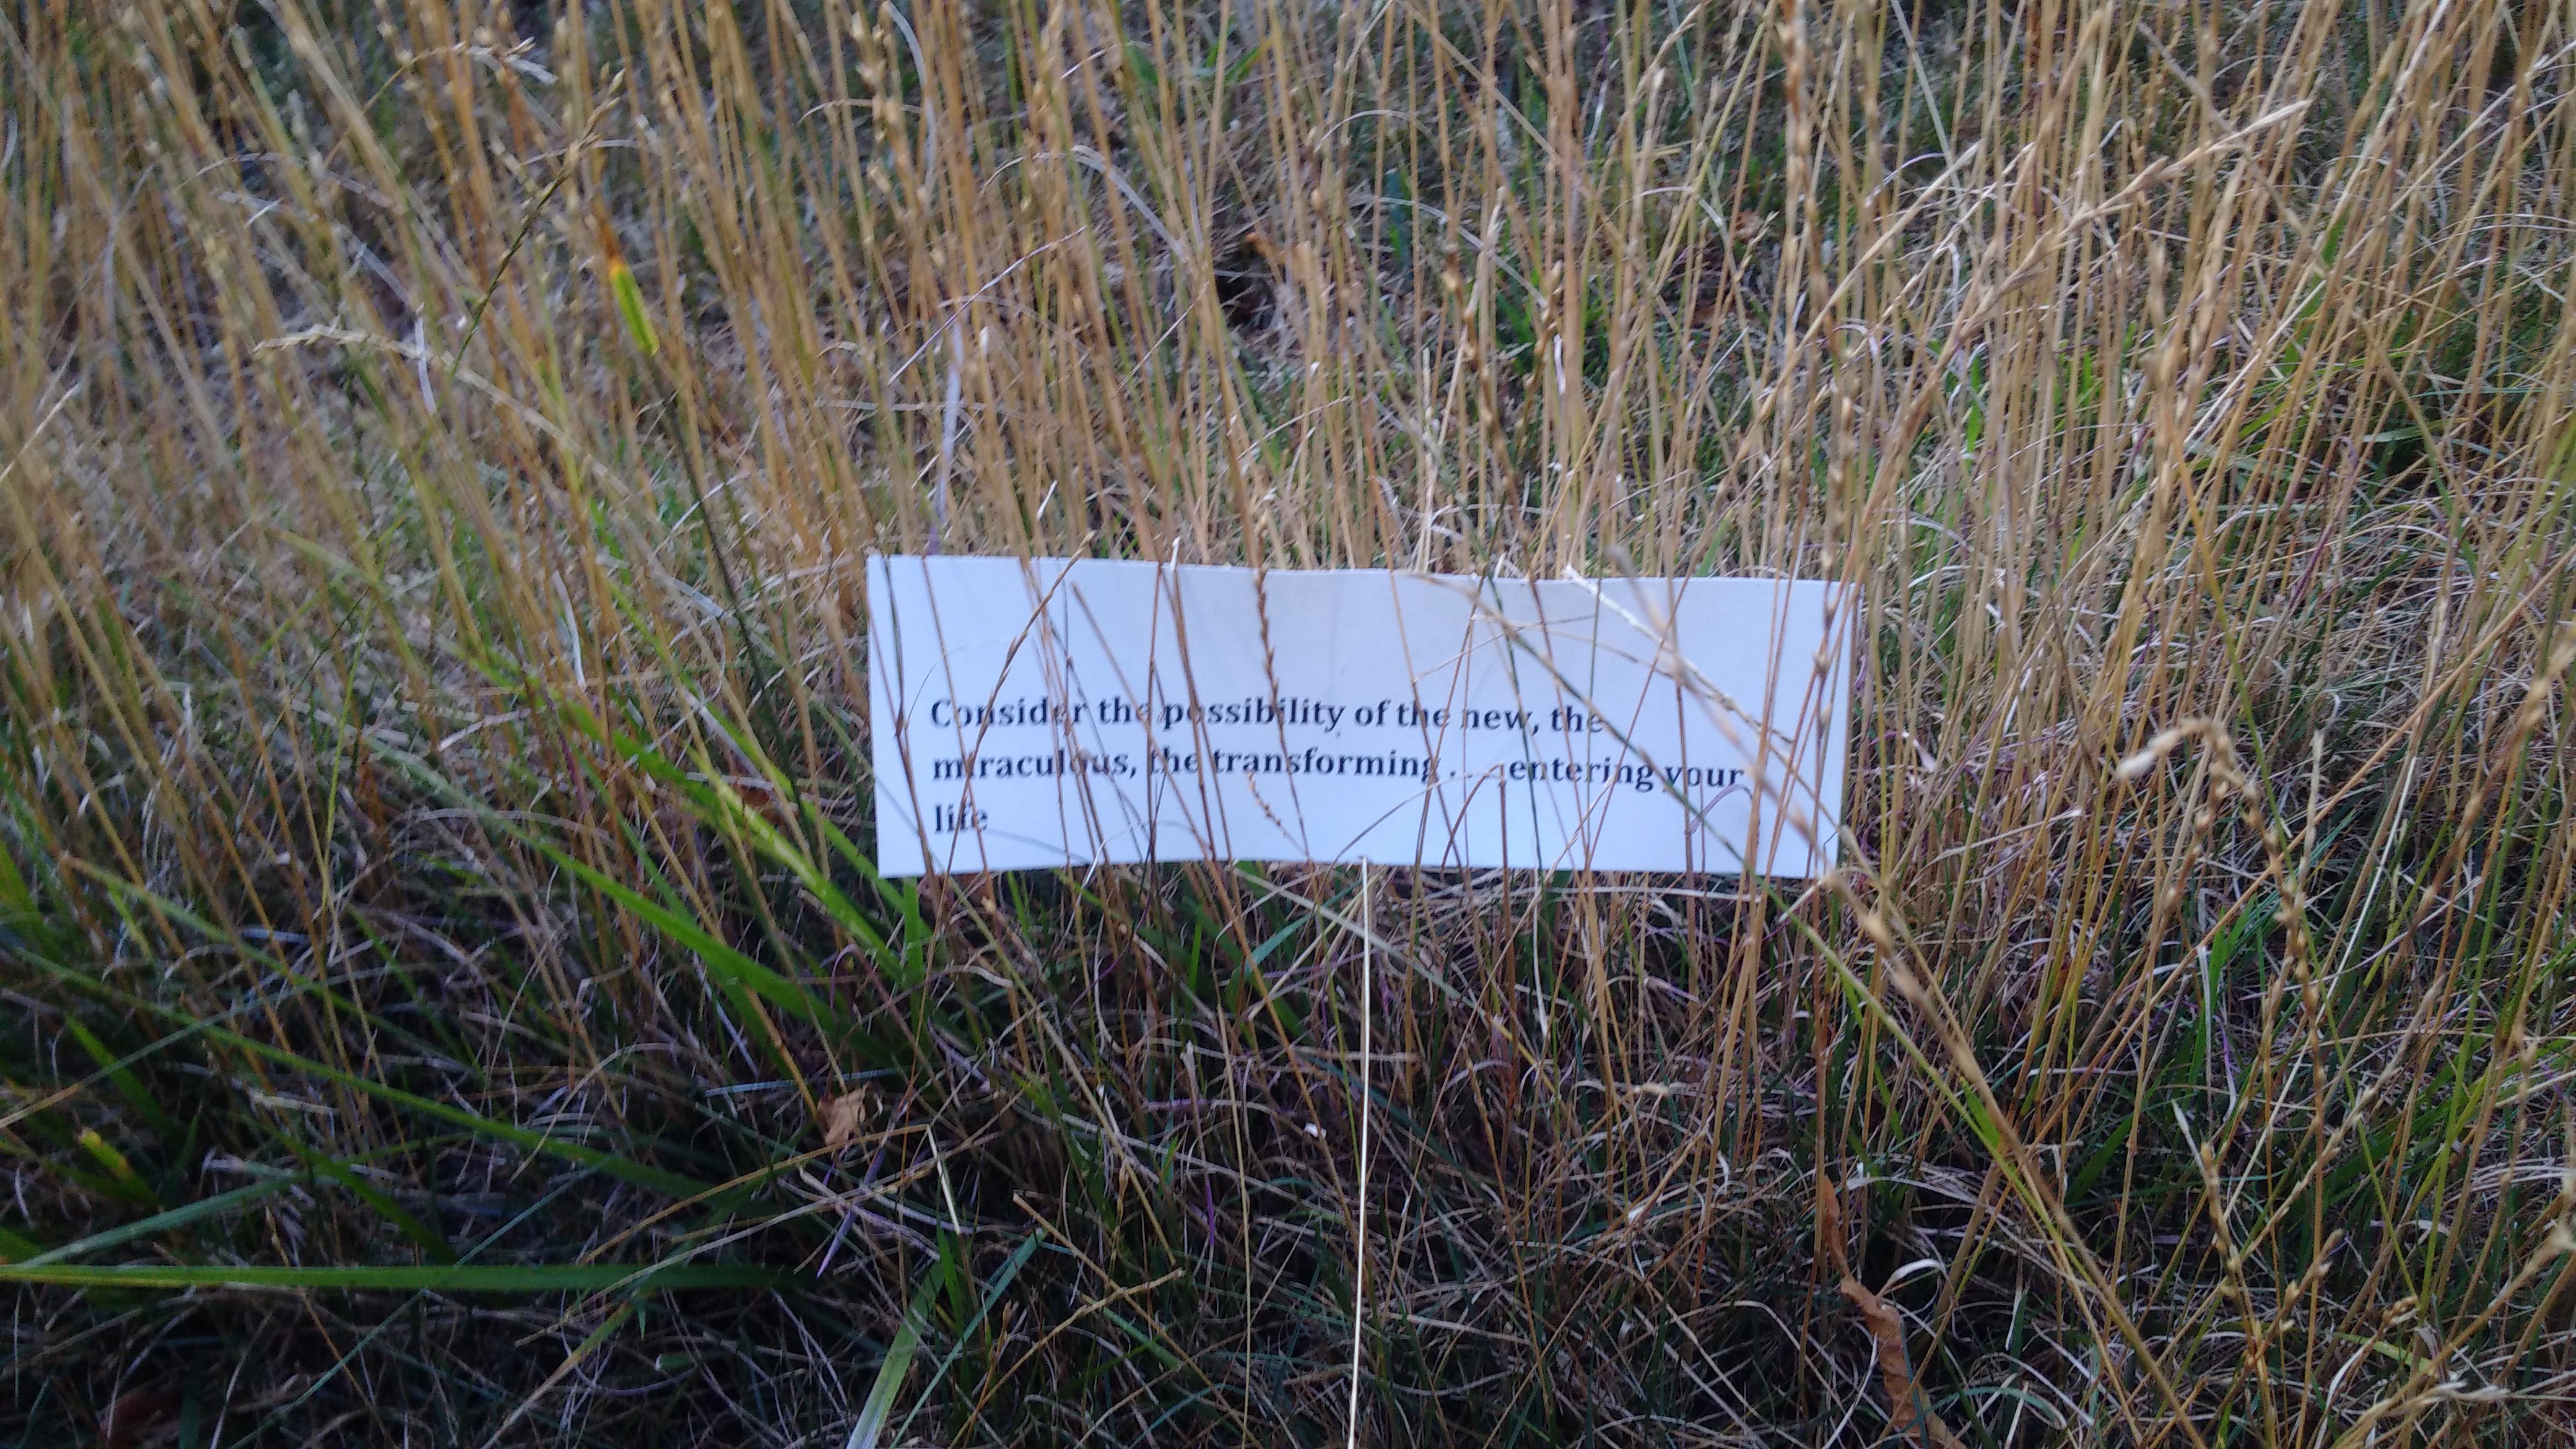 Consider the possibility of the new, the
miraculous, the transforming . . . entering your
life